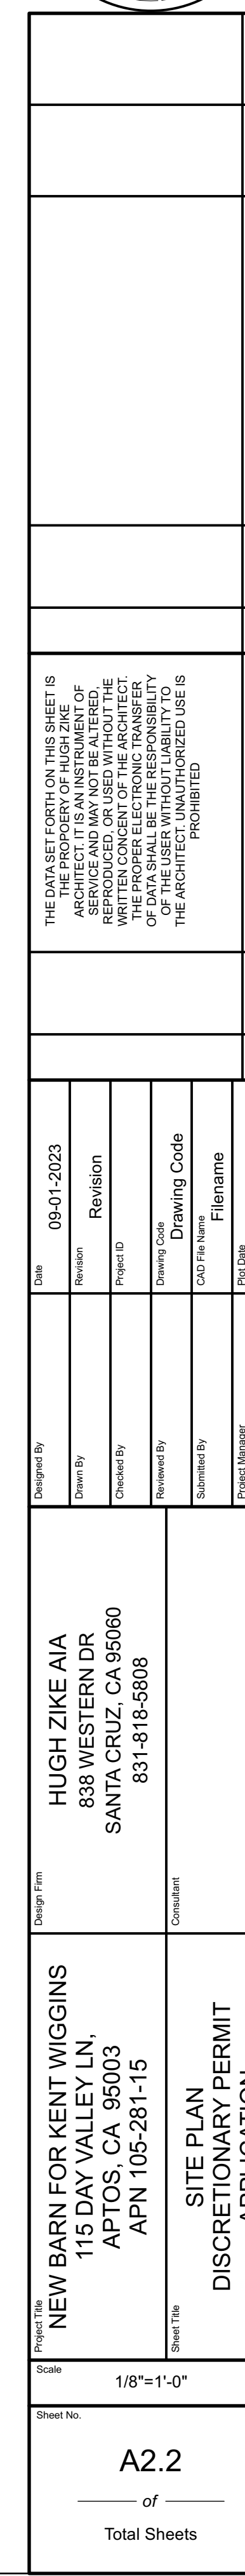 THE DATA SET FORTH ON THIS SHEET IS
THE PROPOERY OF HUGH ZIKE
ARCHITECT. IT IS AN INSTRUMENT OF
SERVICE AND MAY NOT BE ALTERED,
REPRODUCED, OR USED WITHOUT THE
WRITTEN CONCENT OF THE ARCHITECT.
THE PROPER ELECTRONIC TRANSFER
OF DATA SHALL BE THE RESPONSIBILITY
OF THE USER WITHOUT LIABILITY TO
THE ARCHITECT. UNAUTHORIZED USE IS
PROHIBITED
Date
09-01-2023
Revision
Revision
Project ID
Drawing Code
Drawing Code
CAD File Name
Filename
Plot Date
Designed By
Drawn By
Checked By
Reviewed By
Submitted By
Project Manager
Design Firm
HUGH ZIKE AIA
838 WESTERN DR
SANTA CRUZ, CA 95060
831-818-5808
Consultant
Project Title
NEW BARN FOR KENT WIGGINS
115 DAY VALLEY LN,
APTOS, CA 95003
APN 105-281-15
Sheet Title
SITE PLAN
DISCRETIONARY PERMIT
APPLICATION
Scale
1/8"=1'-0"
Sheet No.
A2.2
of
Total Sheets